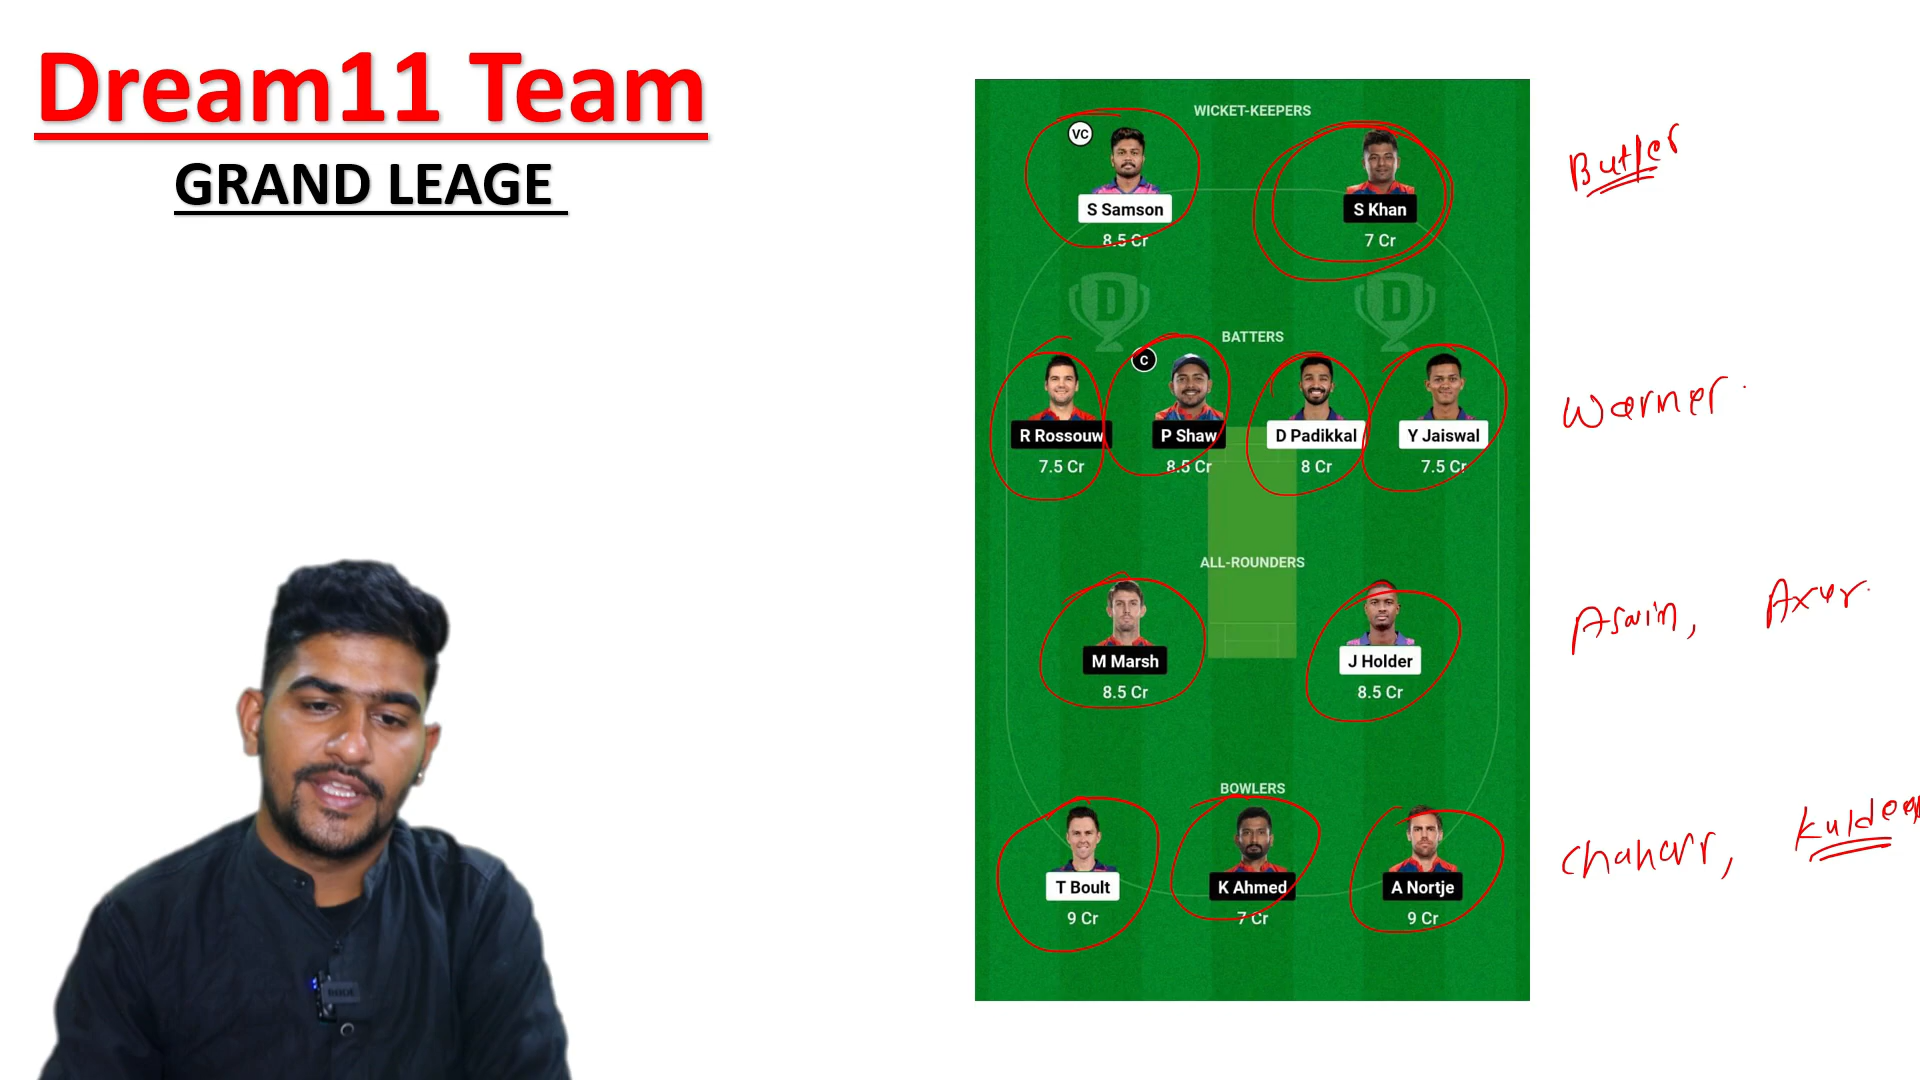 Dream11 Team
GRAND LEAGE
WICKET-KEEPERS
VC
S Samson
8.5 Cr
S Khan
7 Cr
Butler
D D
BATTERS
C
R Rossouw
7.5 Cr
P Shaw
8.5 Cr
D Padikkal
8 Cr
Y Jaiswal
7.5 Cr
Warner.
ALL-ROUNDERS
M Marsh
8.5 Cr
J Holder
8.5 Cr
Aswin, Axer.
BOWLERS
T Boult
9 Cr
K Ahmed
7 Cr
A Nortje
9 Cr
Kuldeep
RODE